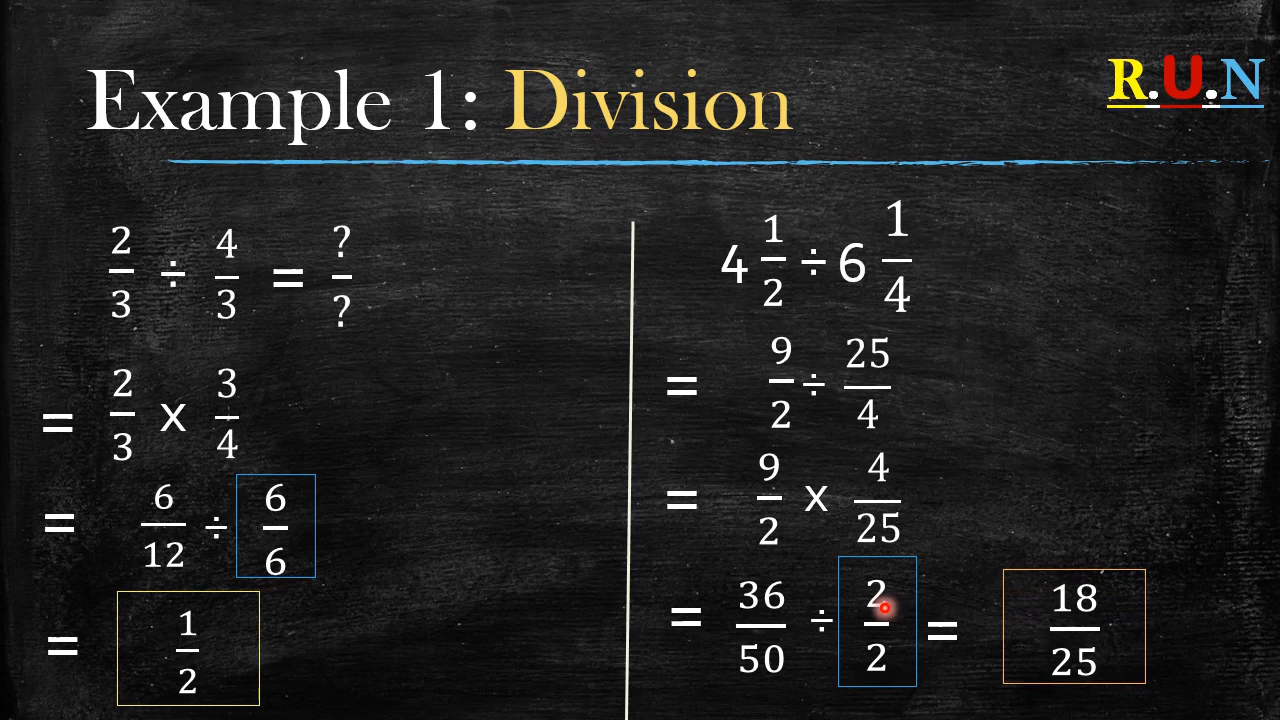 Example 1: Division
R.U.N
2/3 ÷ 4/3 = ?/?
= 2/3 x 3/4
= 6/12 ÷ 6/6
= 1/2
4 1/2 ÷ 6 1/4
= 9/2 ÷ 25/4
= 9/2 x 4/25
= 36/50 ÷ 2/2 = 18/25